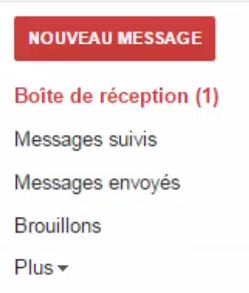 NOUVEAU MESSAGE
Boîte de réception (1)
Messages suivis
Messages envoyés
Brouillons
Plus